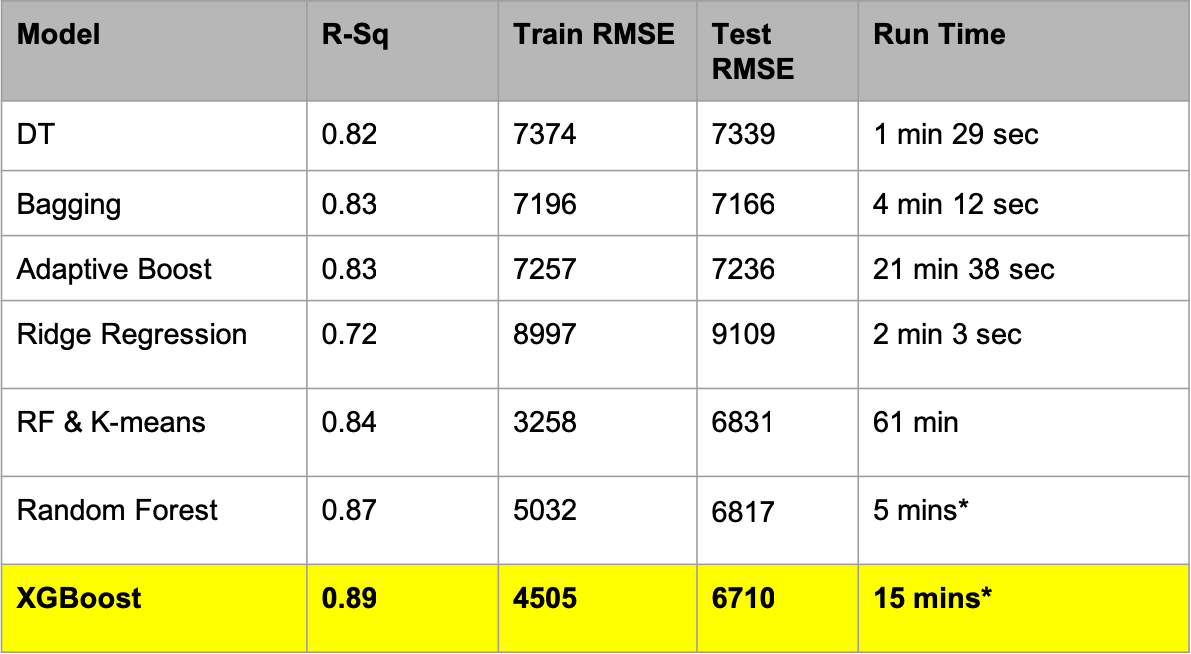 Model R-Sq Train RMSE Test RMSE Run Time
DT 0.82 7374 7339 1 min 29 sec
Bagging 0.83 7196 7166 4 min 12 sec
Adaptive Boost 0.83 7257 7236 21 min 38 sec
Ridge Regression 0.72 8997 9109 2 min 3 sec
RF & K-means 0.84 3258 6831 61 min
Random Forest 0.87 5032 6817 5 mins*
XGBoost 0.89 4505 6710 15 mins*